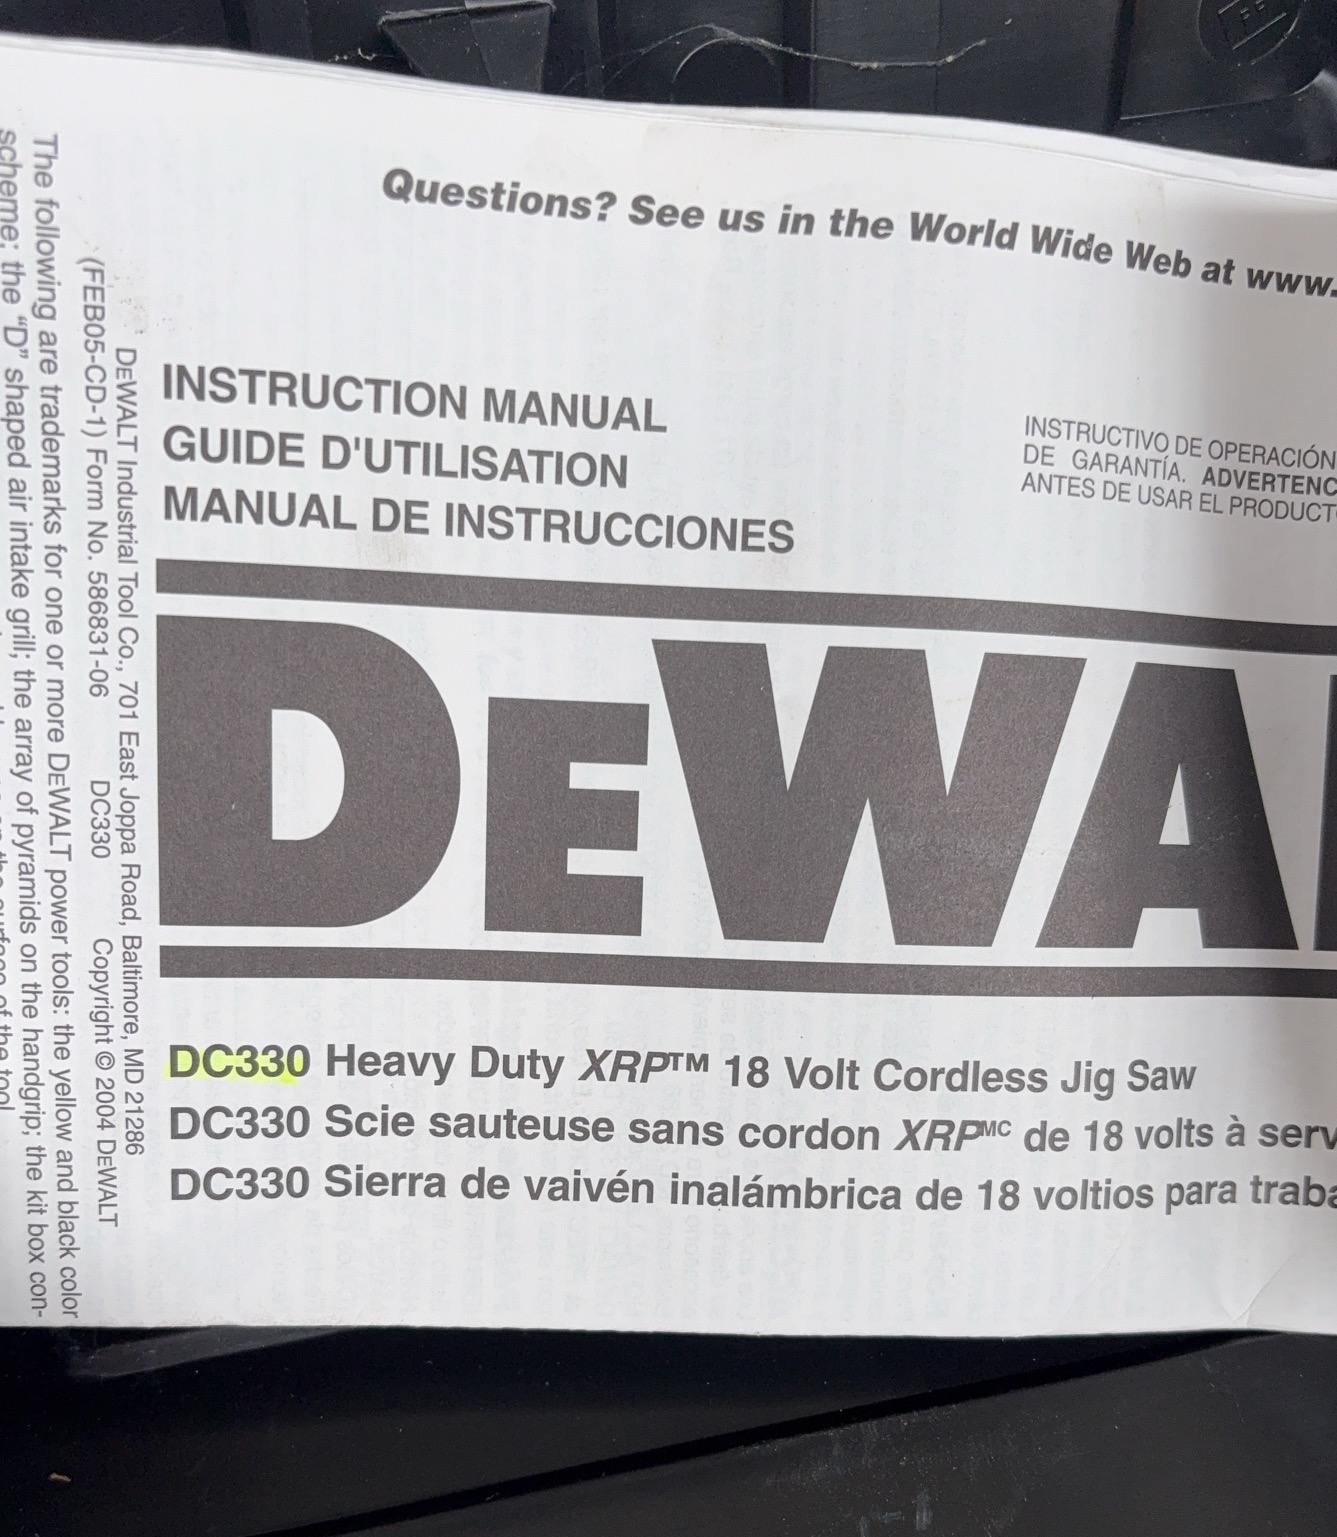 Questions? See us in the World Wide Web at www.
INSTRUCTION MANUAL
GUIDE D'UTILISATION
MANUAL DE INSTRUCCIONES
INSTRUCTIVO DE OPERACIÓN
DE GARANTÍA. ADVERTENC
ANTES DE USAR EL PRODUCT
DEWA
DC330 Heavy Duty XRP™ 18 Volt Cordless Jig Saw
DC330 Scie sauteuse sans cordon XRPᴹᶜ de 18 volts à serv
DC330 Sierra de vaivén inalámbrica de 18 voltios para traba
DEWALT Industrial Tool Co., 701 East Joppa Road, Baltimore, MD 21286
(FEB05-CD-1) Form No. 586831-06 DC330 Copyright © 2004 DEWALT
The following are trademarks for one or more DEWALT power tools: the yellow and black color
scheme; the “D” shaped air intake grill; the array of pyramids on the handgrip; the kit box con-
surface of the tool